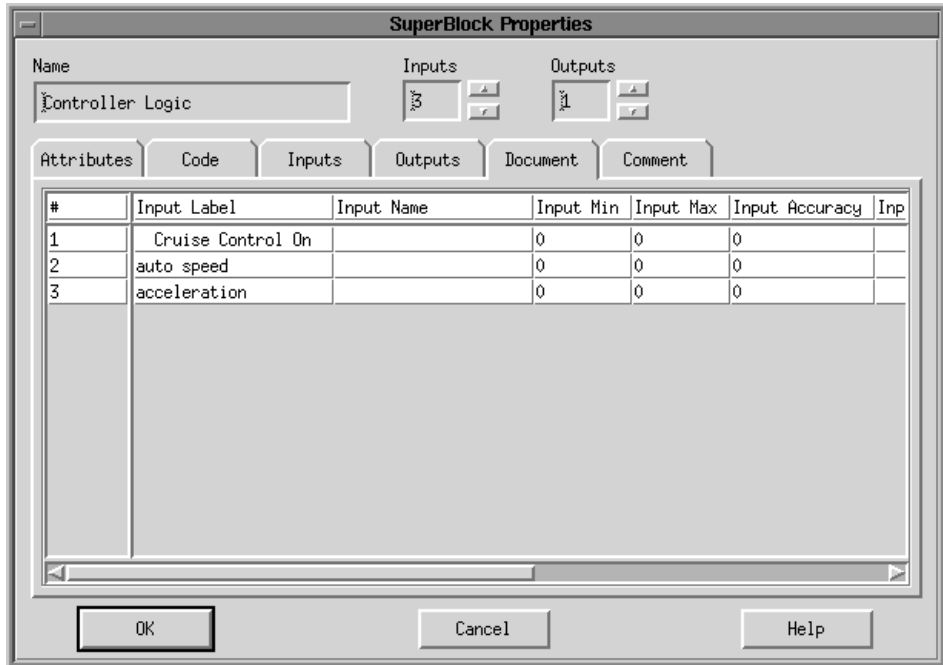 SuperBlock Properties
Name Inputs Outputs
Controller Logic 3 1
Attributes Code Inputs Outputs Document Comment
# Input Label Input Name Input Min Input Max Input Accuracy Inp
1 Cruise Control On 0 0 0
2 auto speed 0 0 0
3 acceleration 0 0 0
OK Cancel Help